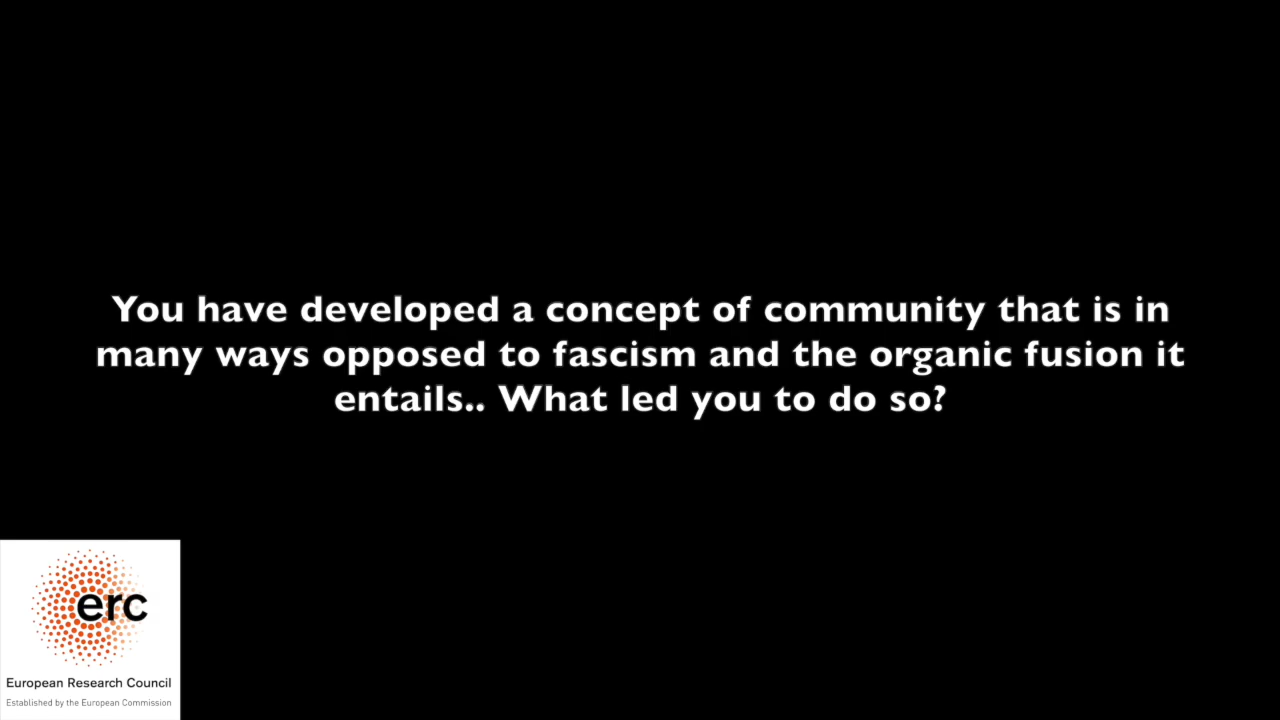 You have developed a concept of community that is in
many ways opposed to fascism and the organic fusion it
entails.. What led you to do so?
erc
European Research Council
Established by the European Commission